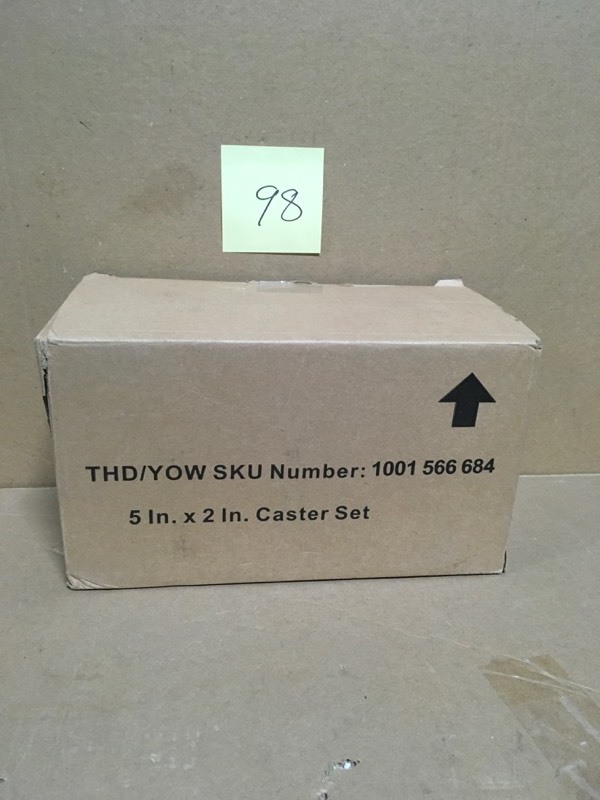 98
THD/YOW SKU Number: 1001 566 684
5 In. x 2 In. Caster Set